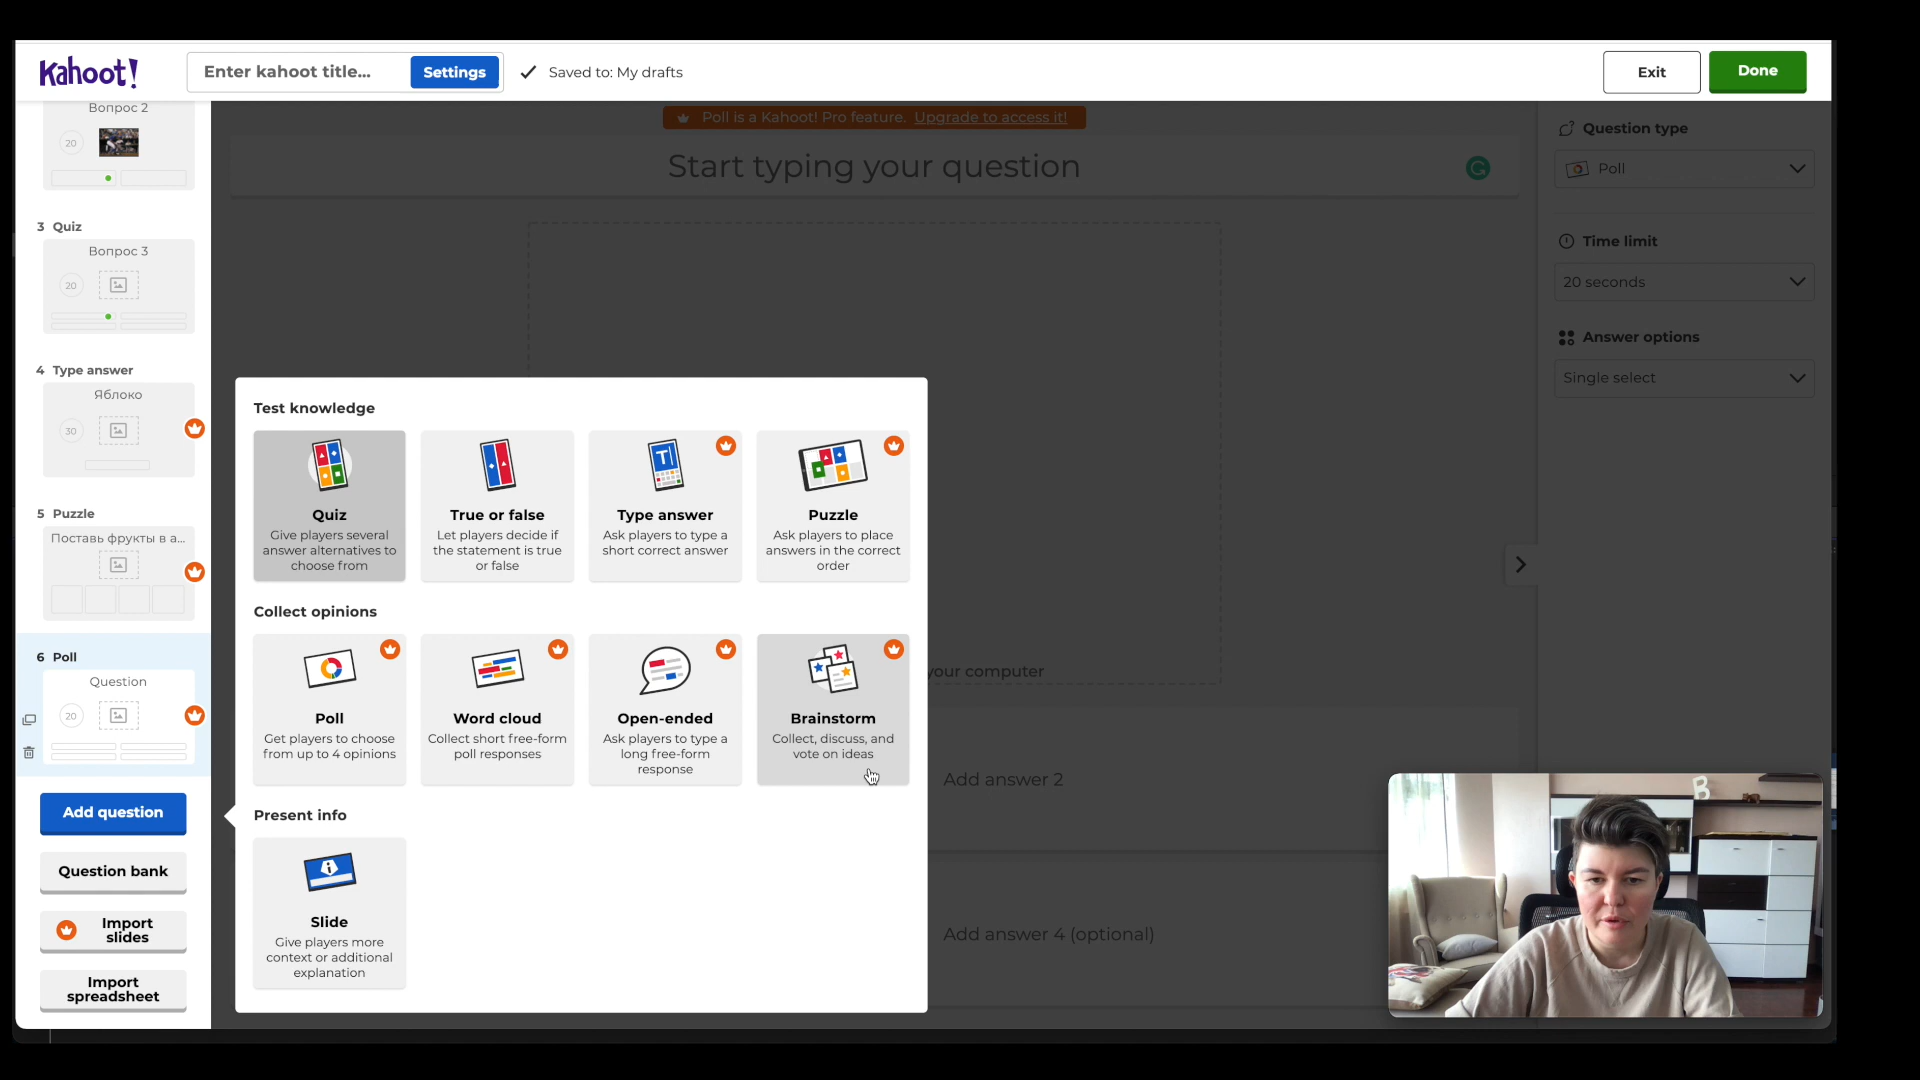 Kahoot!
Enter kahoot title...
Settings
Saved to: My drafts
Exit
Done
Вопрос 2
20
3 Quiz
Вопрос 3
20
4 Type answer
Яблоко
30
5 Puzzle
Поставь фрукты в а...
6 Poll
Question
20
Add question
Question bank
Import
slides
Import
spreadsheet
Poll is a Kahoot! Pro feature. Upgrade to access it!
Start typing your question
your computer
Add answer 2
Add answer 4 (optional)
Test knowledge
Quiz
Give players several
answer alternatives to
choose from
True or false
Let players decide if
the statement is true
or false
Type answer
Ask players to type a
short correct answer
Puzzle
Ask players to place
answers in the correct
order
Collect opinions
Poll
Get players to choose
from up to 4 opinions
Word cloud
Collect short free-form
poll responses
Open-ended
Ask players to type a
long free-form
response
Brainstorm
Collect, discuss, and
vote on ideas
Present info
Slide
Give players more
context or additional
explanation
Question type
Poll
Time limit
20 seconds
Answer options
Single select
B